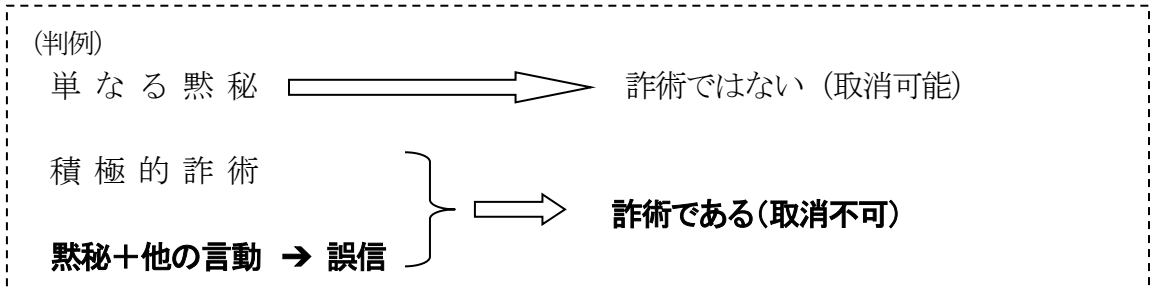 (判例)
単なる黙秘 詐術ではない（取消可能）
積極的詐術
詐術である（取消不可）
黙秘＋他の言動 ➔ 誤信